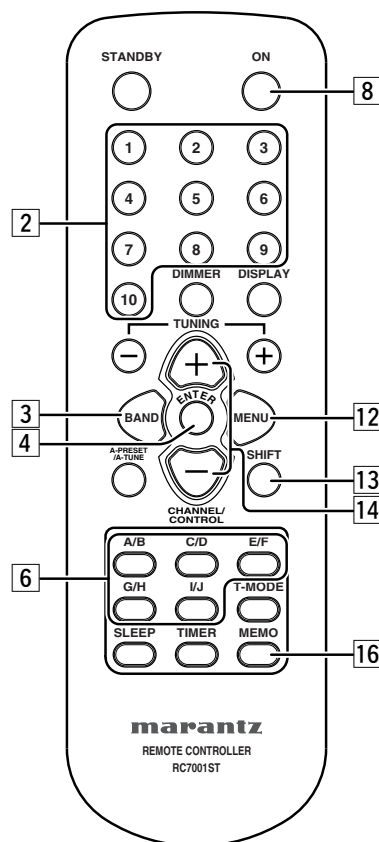 STANDBY ON
8
1 2 3
4 5 6
2
7 8 9
DIMMER DISPLAY
10
TUNING
− +
+
3 BAND ENTER MENU 12
4
A-PRESET
/A-TUNE
SHIFT 13
−
14
CHANNEL/
CONTROL
A/B C/D E/F
6
G/H I/J T-MODE
SLEEP TIMER MEMO
16
marantz
REMOTE CONTROLLER
RC7001ST